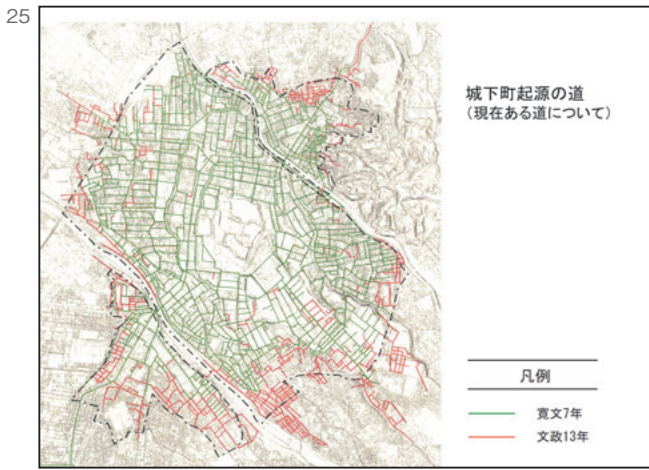 25
城下町起源の道
(現在ある道について)
凡例
寛文7年
文政13年